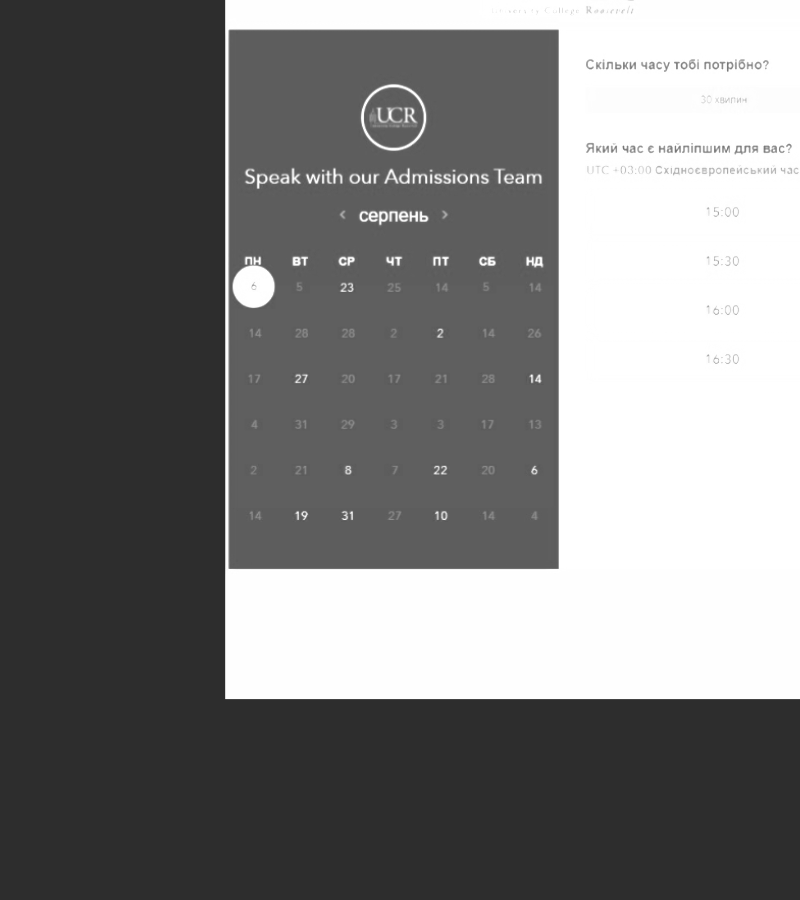 University College Roosevelt
UCR
Speak with our Admissions Team
< серпень >
ПН ВТ СР ЧТ ПТ СБ НД
6 5 23 25 14 5 14
14 28 28 2 2 14 26
17 27 20 17 21 28 14
4 31 29 3 3 17 13
2 21 8 7 22 20 6
14 19 31 27 10 14 4
Скільки часу тобі потрібно?
30 хвилин
Який час є найліпшим для вас?
UTC +03:00 Східноєвропейський час
15:00
15:30
16:00
16:30